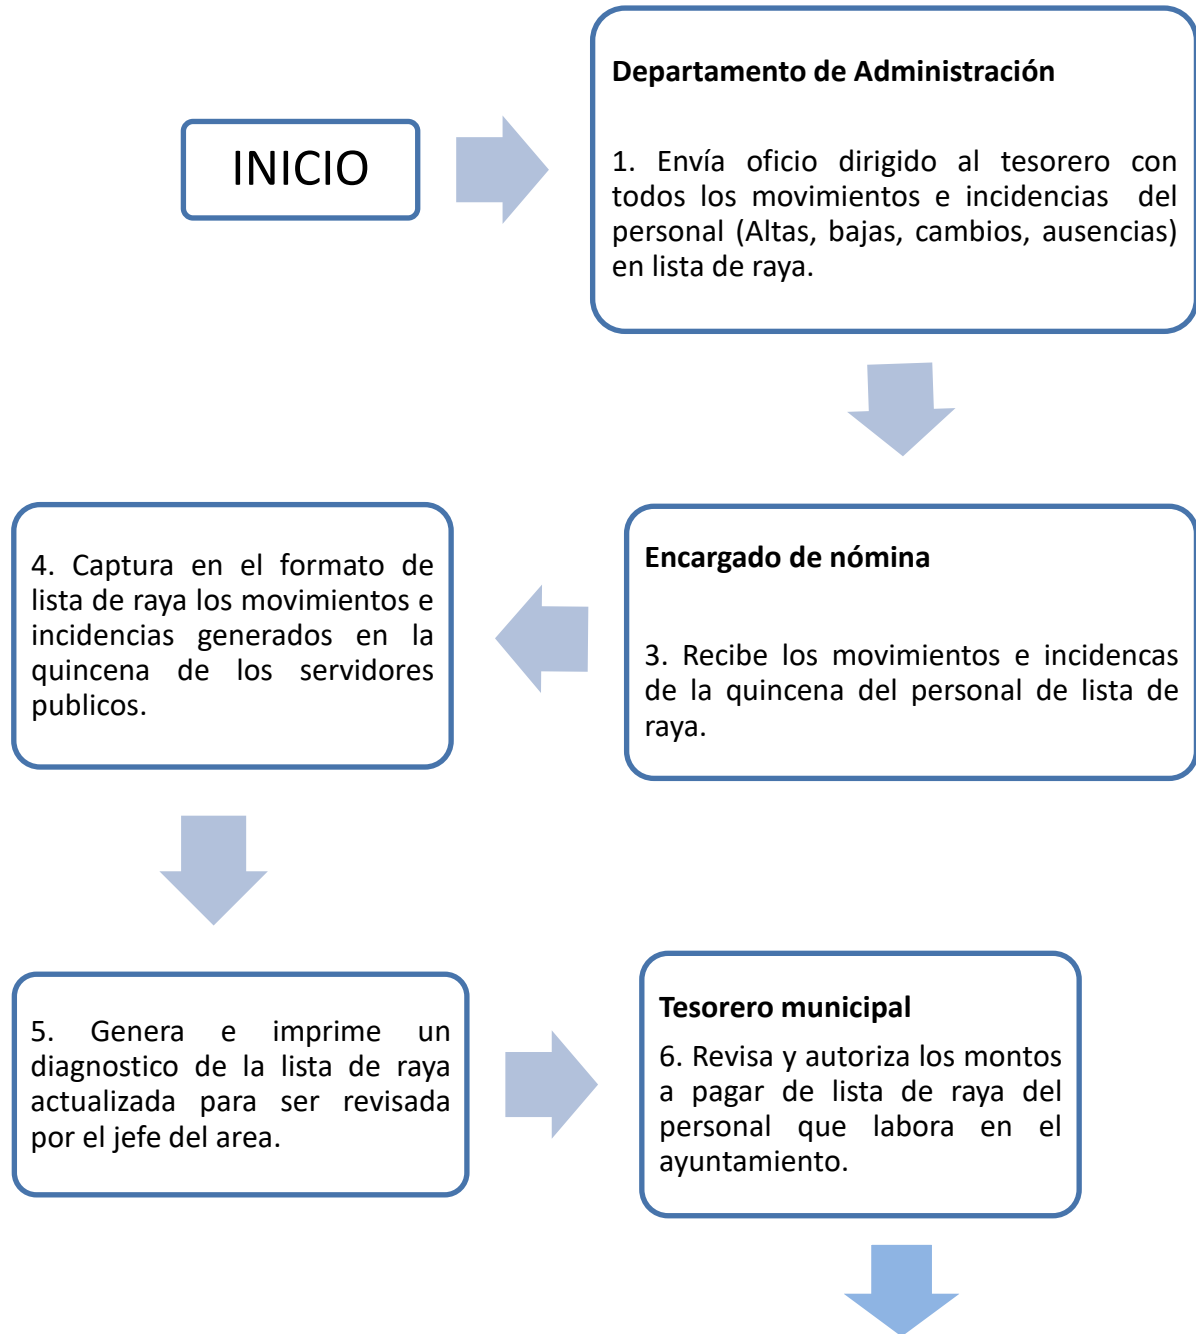 INICIO
Departamento de Administración
1. Envía oficio dirigido al tesorero con
todos los movimientos e incidencias del
personal (Altas, bajas, cambios, ausencias)
en lista de raya.
Encargado de nómina
3. Recibe los movimientos e incidencas
de la quincena del personal de lista de
raya.
4. Captura en el formato de
lista de raya los movimientos e
incidencias generados en la
quincena de los servidores
publicos.
5. Genera e imprime un
diagnostico de la lista de raya
actualizada para ser revisada
por el jefe del area.
Tesorero municipal
6. Revisa y autoriza los montos
a pagar de lista de raya del
personal que labora en el
ayuntamiento.